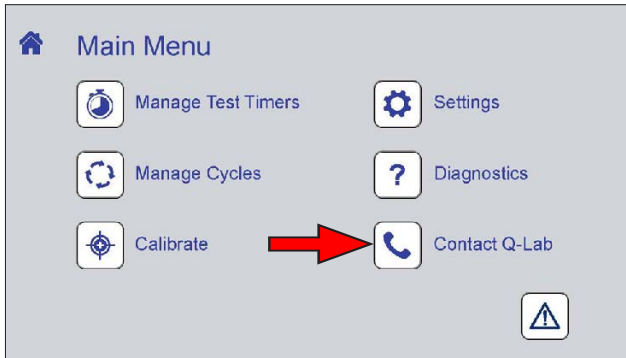 Main Menu
Manage Test Timers
Settings
Manage Cycles
?
Diagnostics
Calibrate
Contact Q-Lab